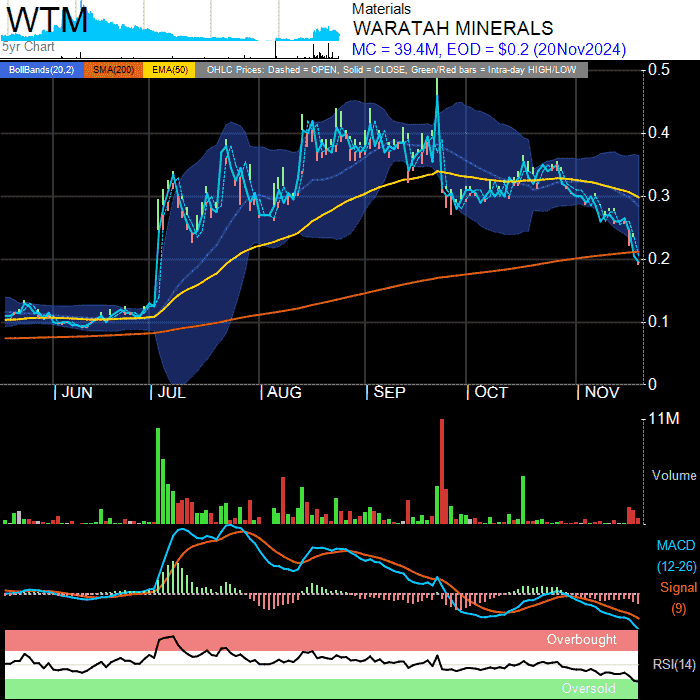 WTM
5yr Chart
Materials
WARATAH MINERALS
MC = 39.4M, EOD = $0.2 (20Nov2024)
BollBands(20,2) SMA(200) EMA(50) OHLC Prices: Dashed = OPEN, Solid = CLOSE, Green/Red bars = Intra-day HIGH/LOW
0.5
0.4
0.3
0.2
0.1
0
| JUN | JUL | AUG | SEP | OCT | NOV
11M
Volume
MACD
(12-26)
Signal
(9)
Overbought
RSI(14)
Oversold